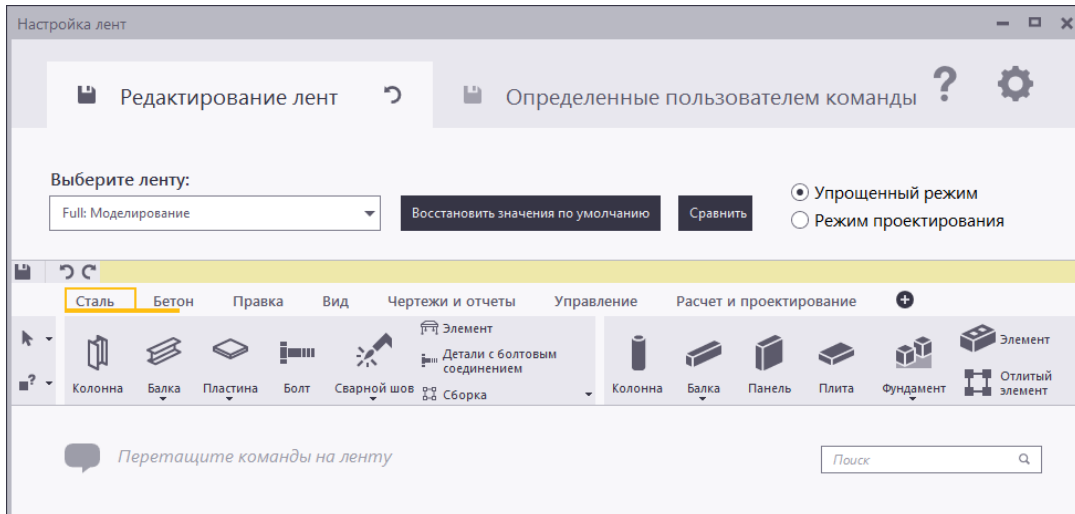 Настройка лент
Редактирование лент
Определенные пользователем команды ?
Выберите ленту:
Full: Моделирование
Восстановить значения по умолчанию
Сравнить
Упрощенный режим
Режим проектирования
Сталь Бетон Правка Вид Чертежи и отчеты Управление Расчет и проектирование
Колонна Балка Пластина Болт Сварной шов
Элемент
Детали с болтовым
соединением
Сборка
Колонна Балка Панель Плита Фундамент
Элемент
Отлитый
элемент
Перетащите команды на ленту
Поиск